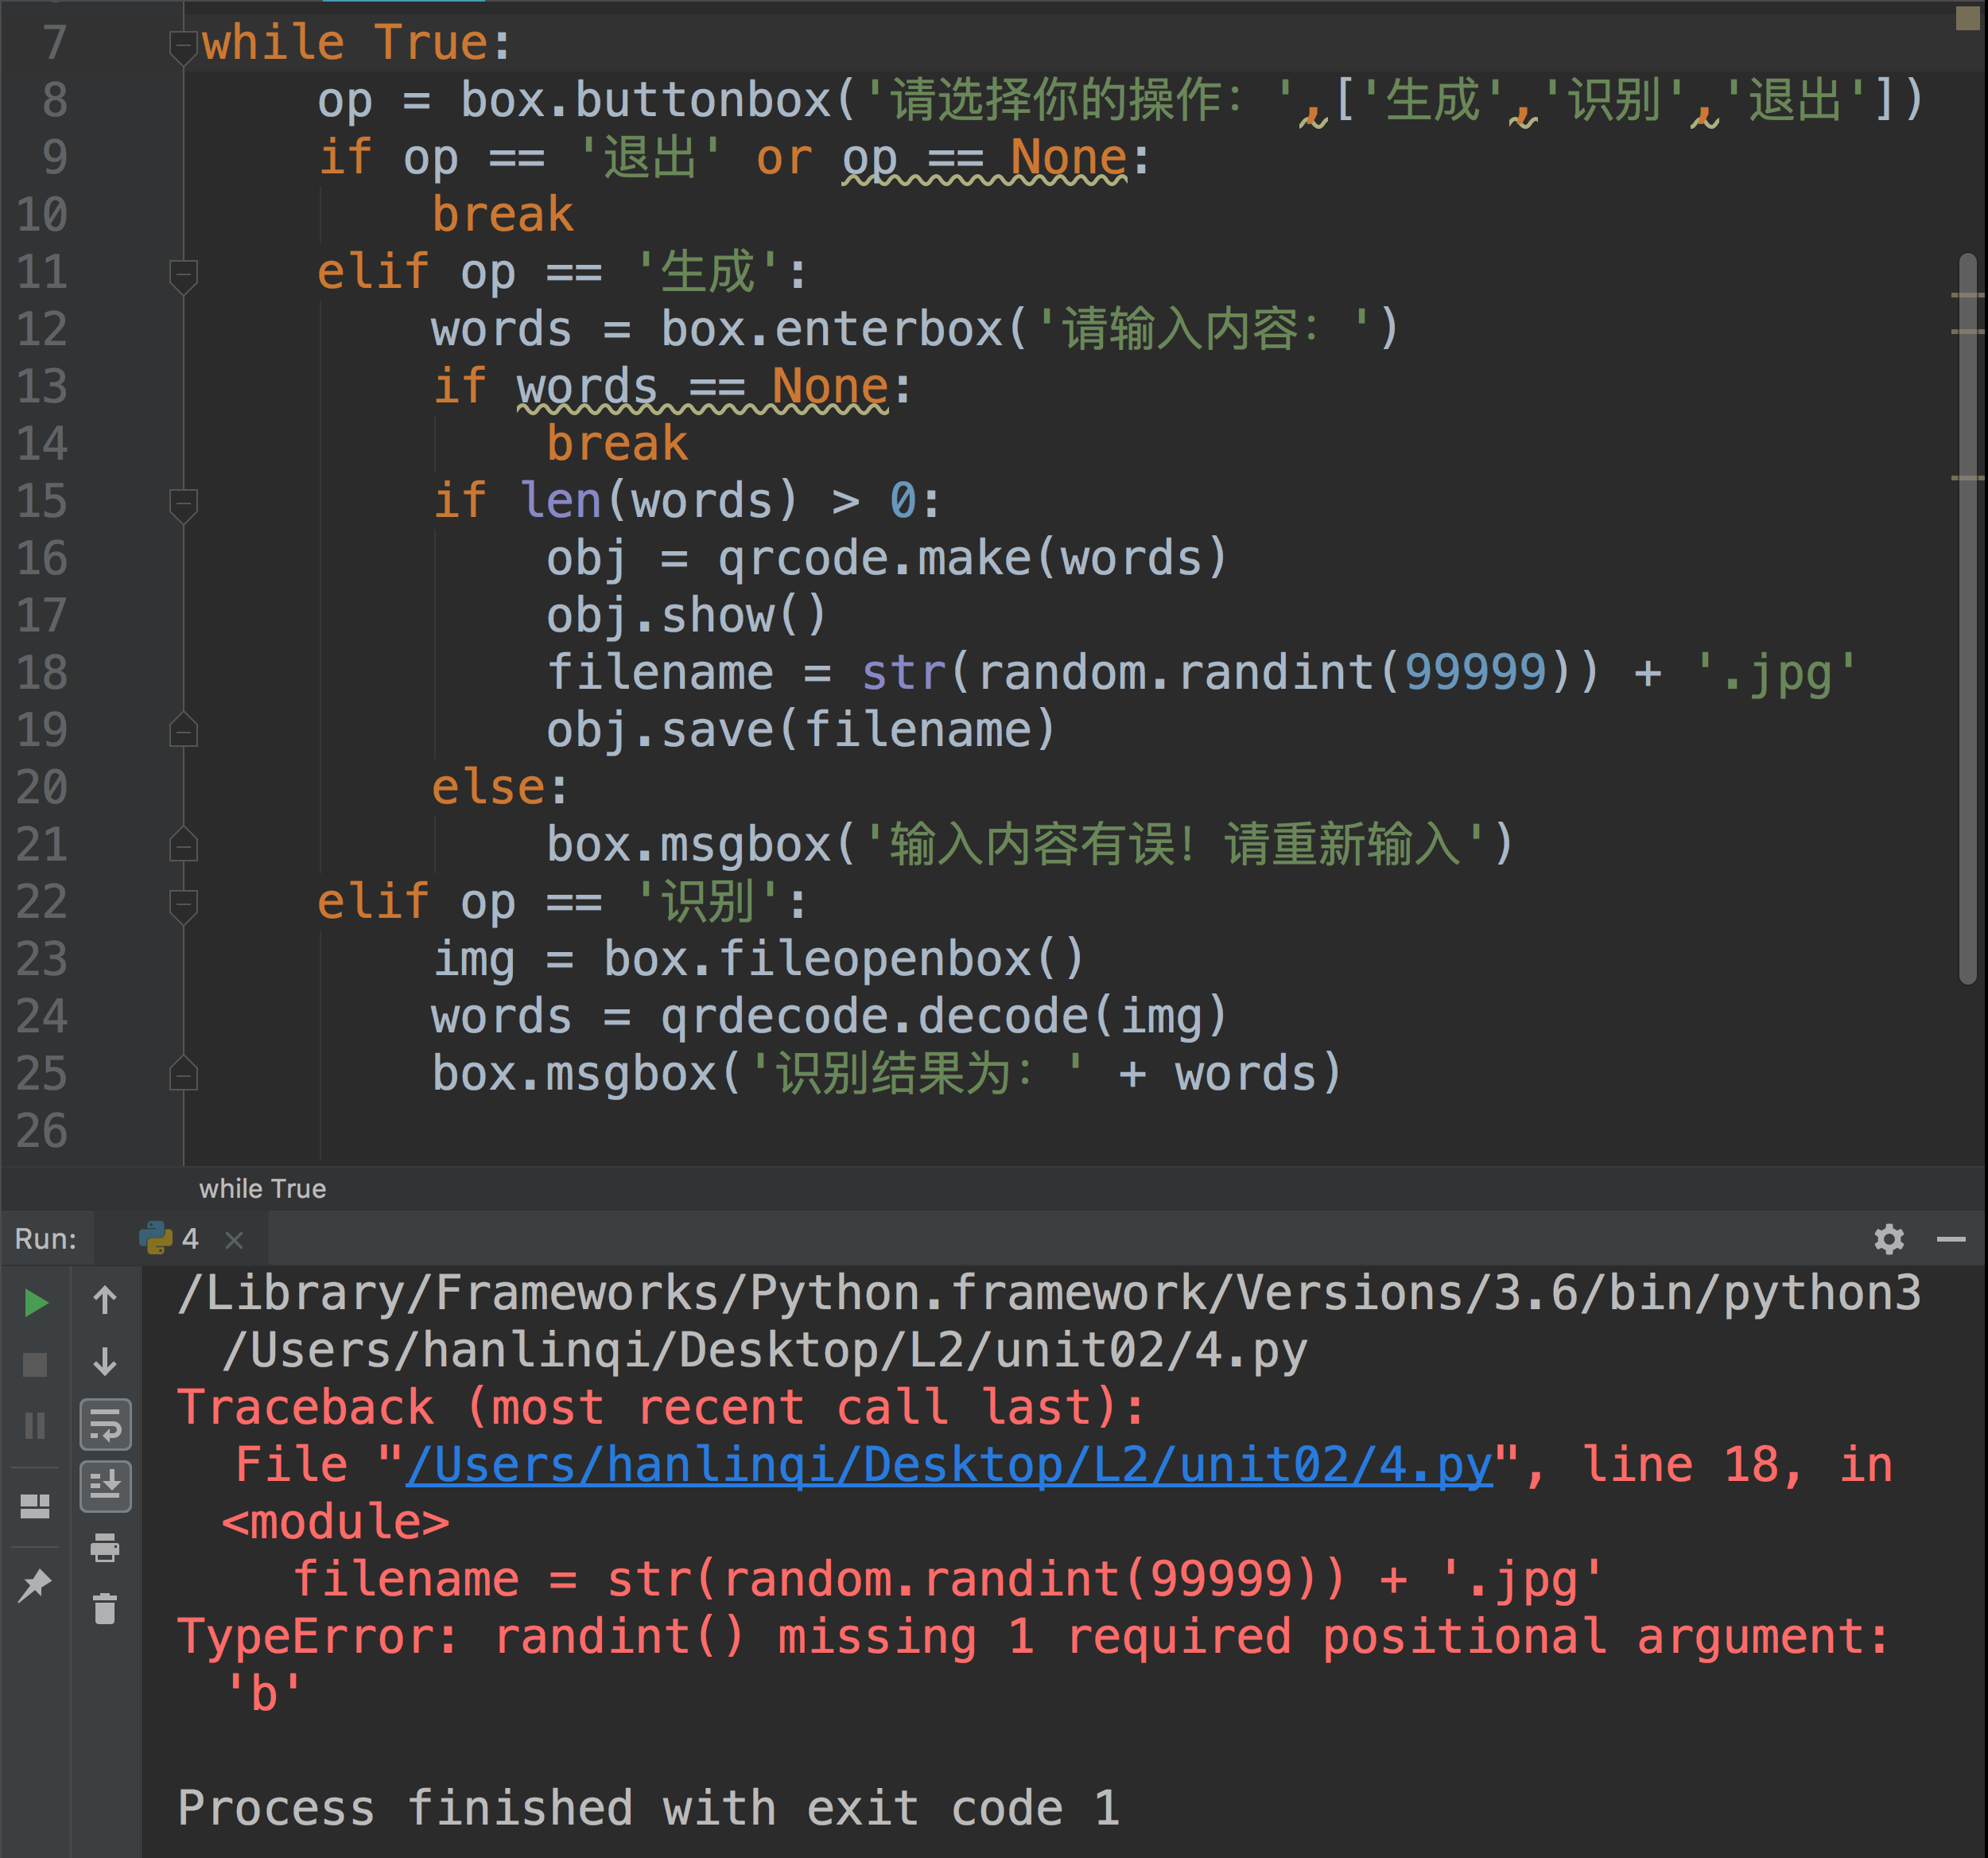 7 while True:
8 op = box.buttonbox('请选择你的操作：',['生成','识别','退出'])
9 if op == '退出' or op == None:
10 break
11 elif op == '生成':
12 words = box.enterbox('请输入内容：')
13 if words == None:
14 break
15 if len(words) > 0:
16 obj = qrcode.make(words)
17 obj.show()
18 filename = str(random.randint(99999)) + '.jpg'
19 obj.save(filename)
20 else:
21 box.msgbox('输入内容有误！请重新输入')
22 elif op == '识别':
23 img = box.fileopenbox()
24 words = qrdecode.decode(img)
25 box.msgbox('识别结果为：' + words)
26
while True
Run: 4
/Library/Frameworks/Python.framework/Versions/3.6/bin/python3
/Users/hanlinqi/Desktop/L2/unit02/4.py
Traceback (most recent call last):
File "/Users/hanlinqi/Desktop/L2/unit02/4.py", line 18, in
<module>
filename = str(random.randint(99999)) + '.jpg'
TypeError: randint() missing 1 required positional argument:
'b'
Process finished with exit code 1